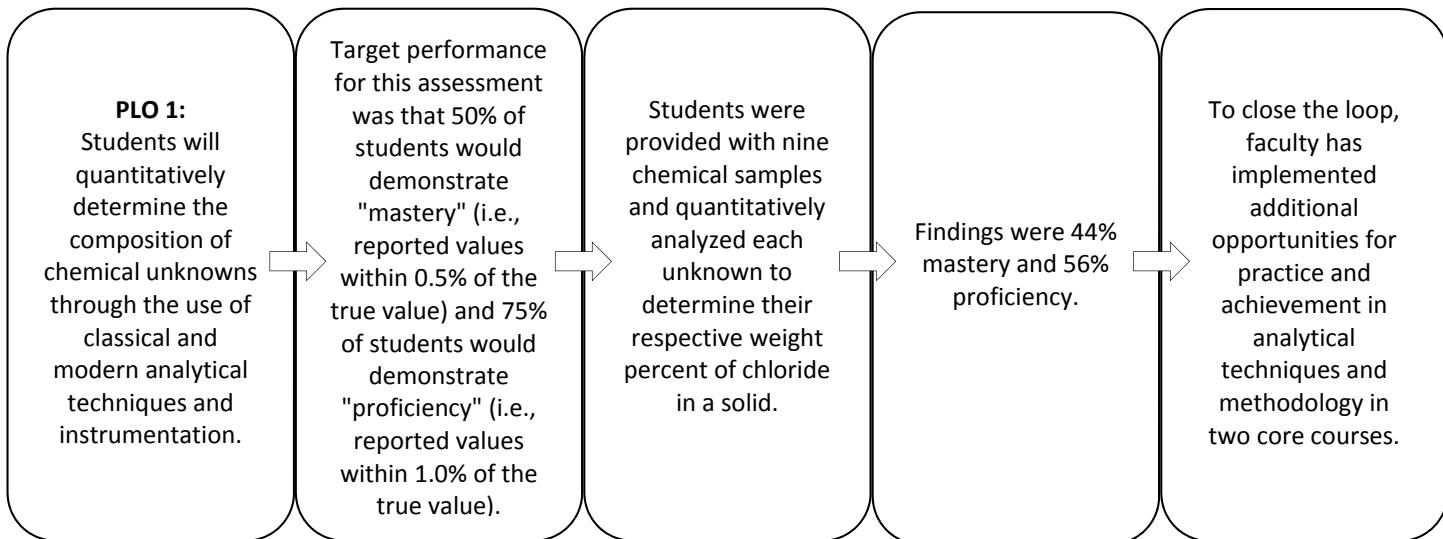 PLO 1:
Students will
quantitatively
determine the
composition of
chemical unknowns
through the use of
classical and
modern analytical
techniques and
instrumentation.
Target performance
for this assessment
was that 50% of
students would
demonstrate
"mastery" (i.e.,
reported values
within 0.5% of the
true value) and 75%
of students would
demonstrate
"proficiency" (i.e.,
reported values
within 1.0% of the
true value).
Students were
provided with nine
chemical samples
and quantitatively
analyzed each
unknown to
determine their
respective weight
percent of chloride
in a solid.
Findings were 44%
mastery and 56%
proficiency.
To close the loop,
faculty has
implemented
additional
opportunities for
practice and
achievement in
analytical
techniques and
methodology in
two core courses.